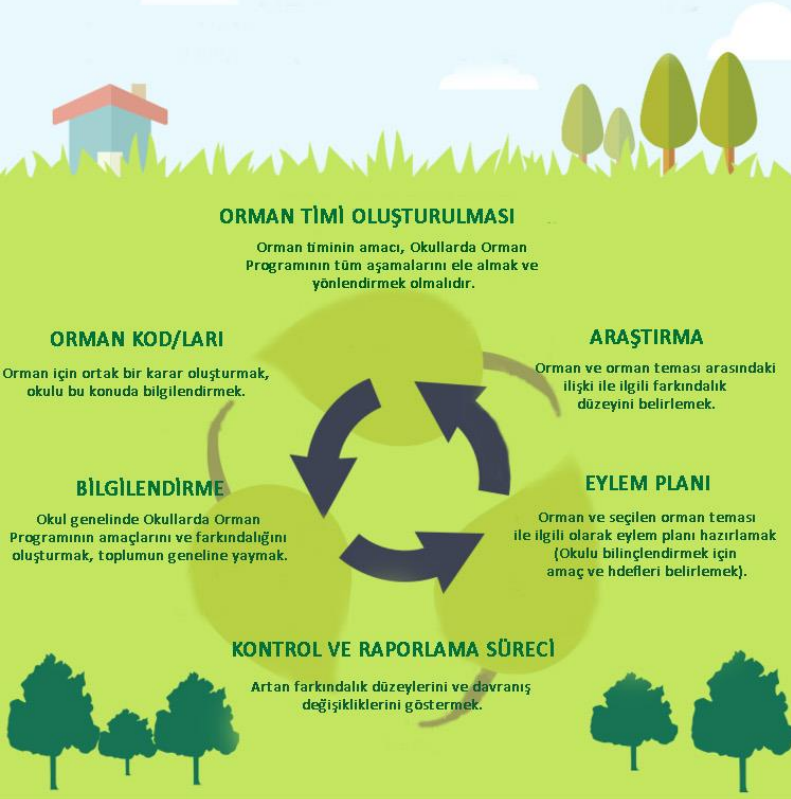 ORMAN TİMİ OLUŞTURULMASI
Orman timinin amacı, Okullarda Orman
Programının tüm aşamalarını ele almak ve
yönlendirmek olmalıdır.
ORMAN KOD/LARI
Orman için ortak bir karar oluşturmak,
okulu bu konuda bilgilendirmek.
ARAŞTIRMA
Orman ve orman teması arasındaki
ilişki ile ilgili farkındalık
düzeyini belirlemek.
BİLGİLENDİRME
Okul genelinde Okullarda Orman
Programının amaçlarını ve farkındalığını
oluşturmak, toplumun geneline yaymak.
EYLEM PLANI
Orman ve seçilen orman teması
ile ilgili olarak eylem planı hazırlamak
(Okulu bilinçlendirmek için
amaç ve hdefleri belirlemek).
KONTROL VE RAPORLAMA SÜRECİ
Artan farkındalık düzeylerini ve davranış
değişikliklerini göstermek.